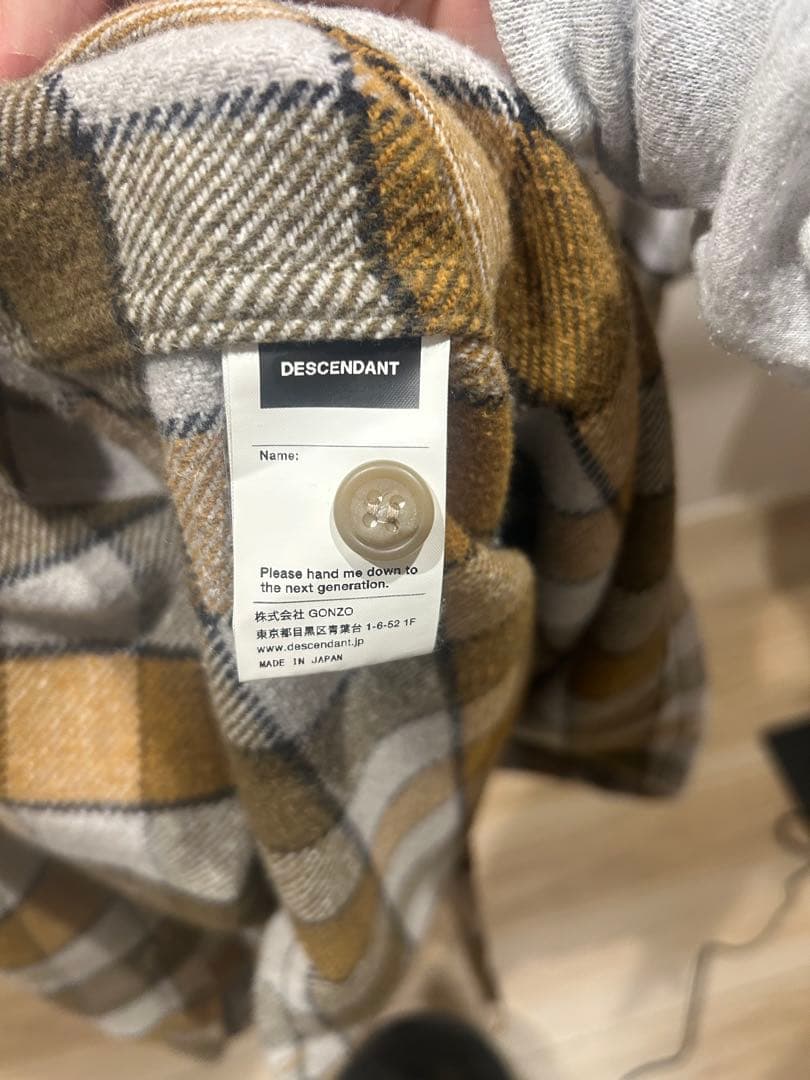 DESCENDANT
Name:
Please hand me down to
the next generation.
株式会社 GONZO
東京都目黒区青葉台 1-6-52 1F
www.descendant.jp
MADE IN JAPAN